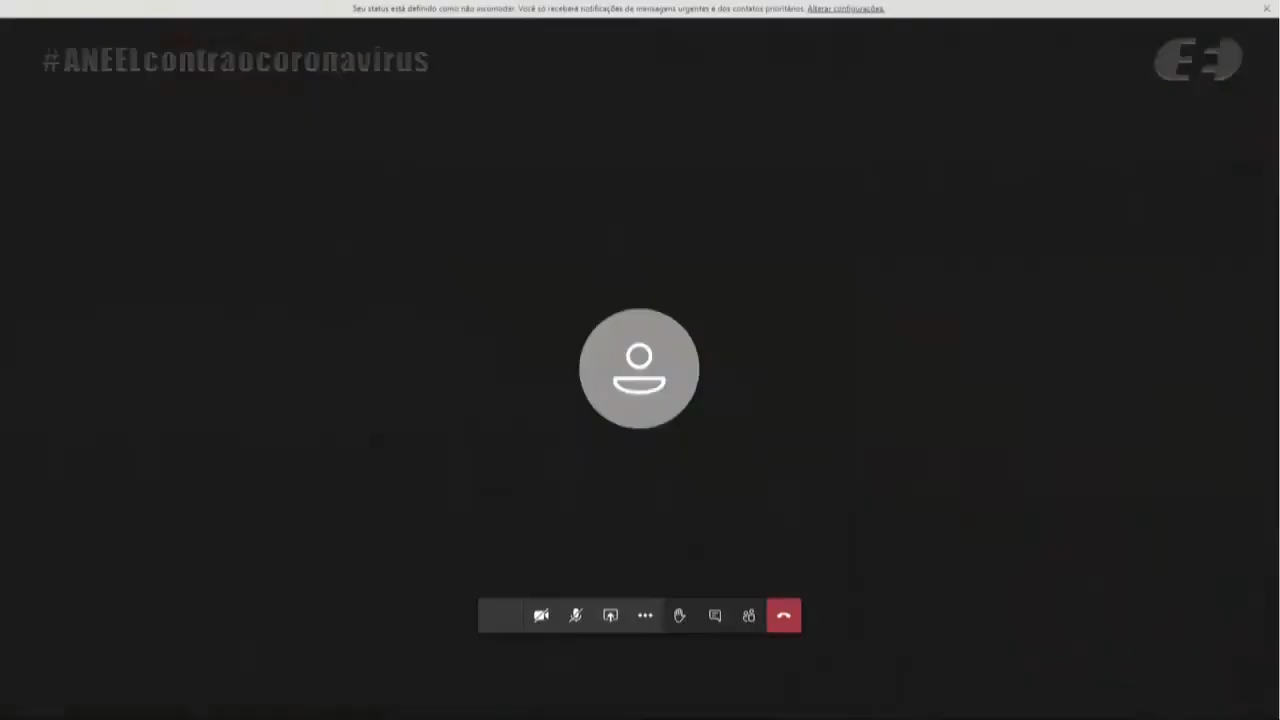 Seu status está definido como não incomodar. Você só receberá notificações de mensagens urgentes e dos contatos prioritários. Alterar configurações.
#ANEELcontraocoronavirus